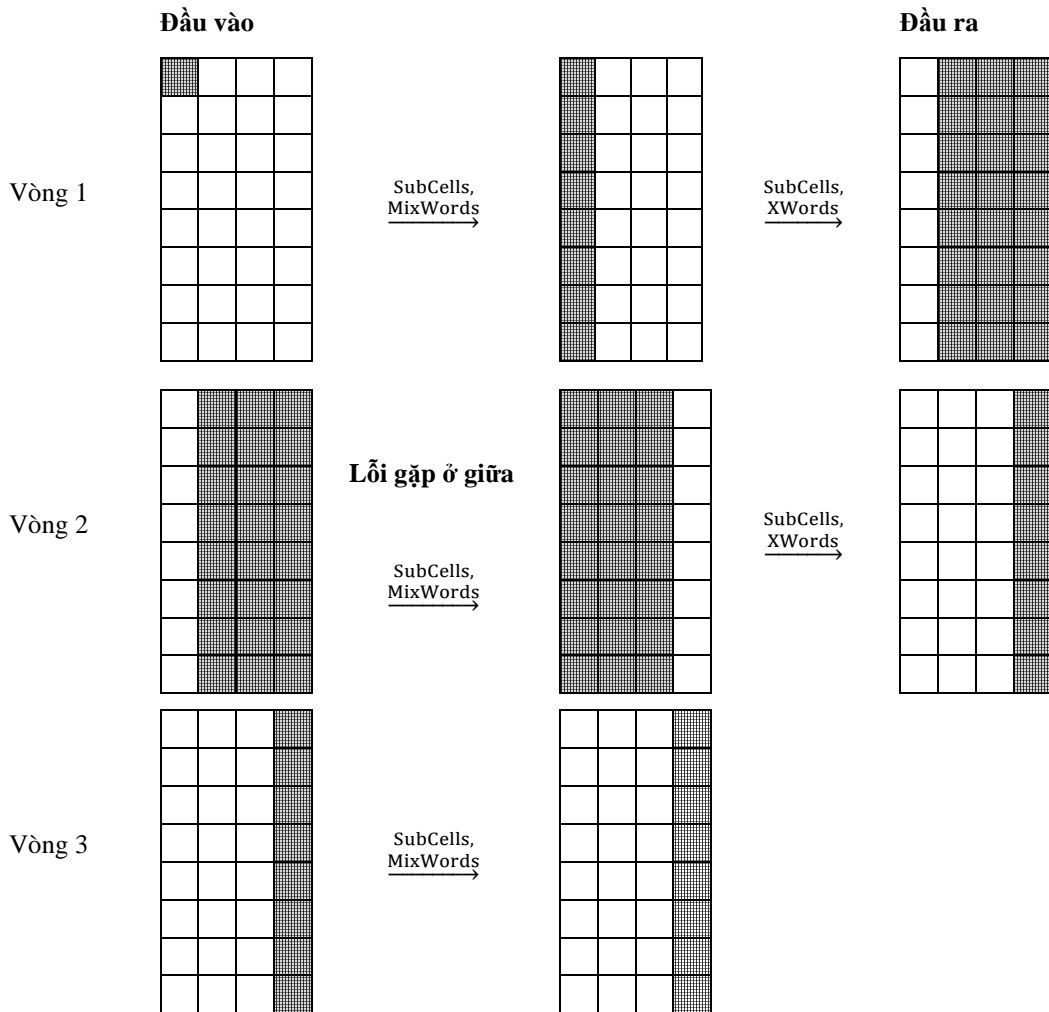 Đầu vào
Đầu ra
Vòng 1
SubCells,
MixWords
SubCells,
XWords
Vòng 2
Lỗi gặp ở giữa
SubCells,
MixWords
SubCells,
XWords
Vòng 3
SubCells,
MixWords